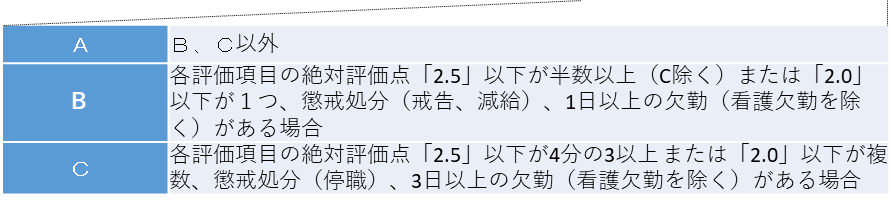 Ａ
Ｂ、Ｃ以外
B
各評価項目の絶対評価点「2.5」以下が半数以上（C除く）または「2.0」
以下が１つ、懲戒処分（戒告、減給）、1日以上の欠勤（看護欠勤を除
く）がある場合
Ｃ
各評価項目の絶対評価点「2.5」以下が4分の3以上または「2.0」以下が複
数、懲戒処分（停職）、3日以上の欠勤（看護欠勤を除く）がある場合